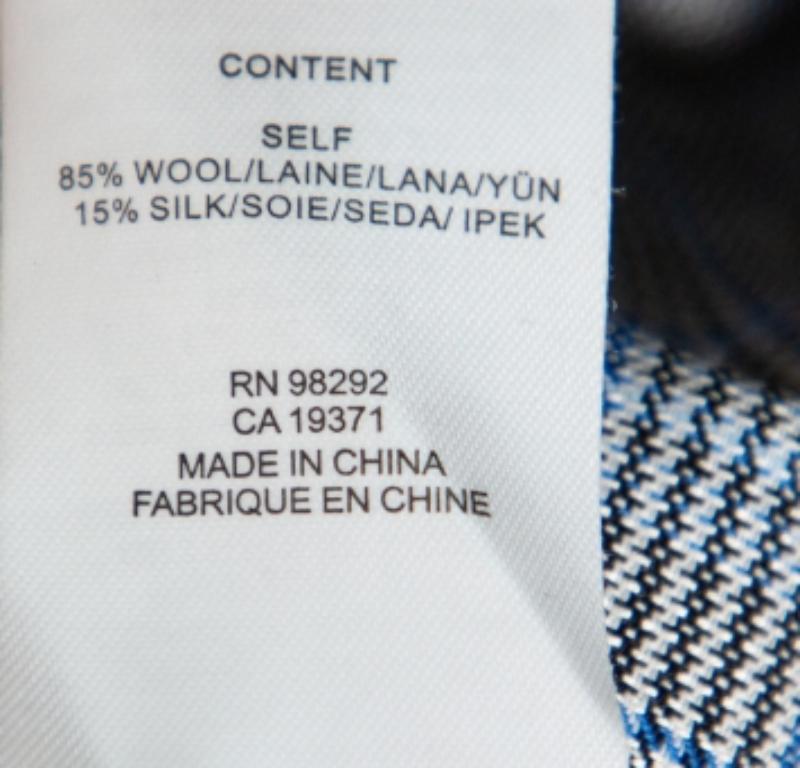 CONTENT
SELF
85% WOOL/LAINE/LANA/YÜN
15% SILK/SOIE/SEDA/ IPEK
RN 98292
CA 19371
MADE IN CHINA
FABRIQUE EN CHINE